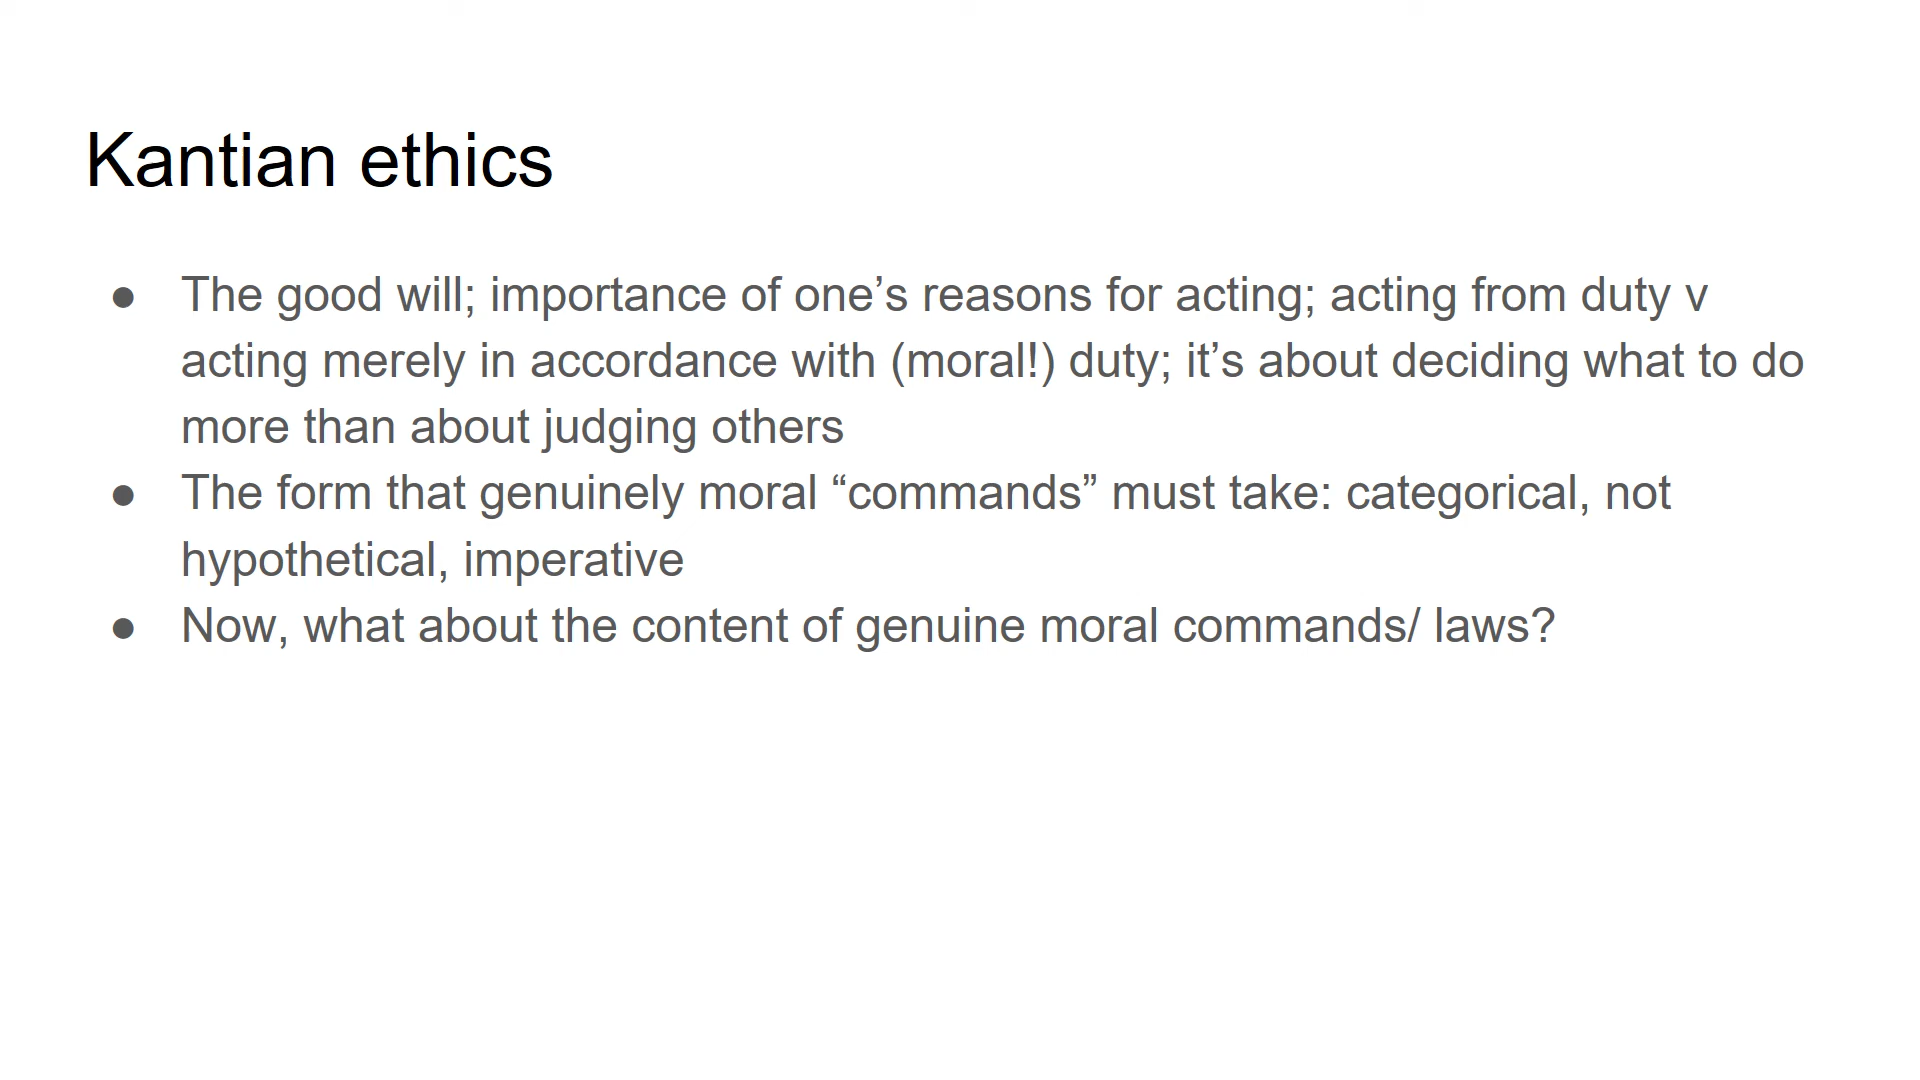 Kantian ethics
● The good will; importance of one’s reasons for acting; acting from duty v
acting merely in accordance with (moral!) duty; it’s about deciding what to do
more than about judging others
● The form that genuinely moral “commands” must take: categorical, not
hypothetical, imperative
● Now, what about the content of genuine moral commands/ laws?